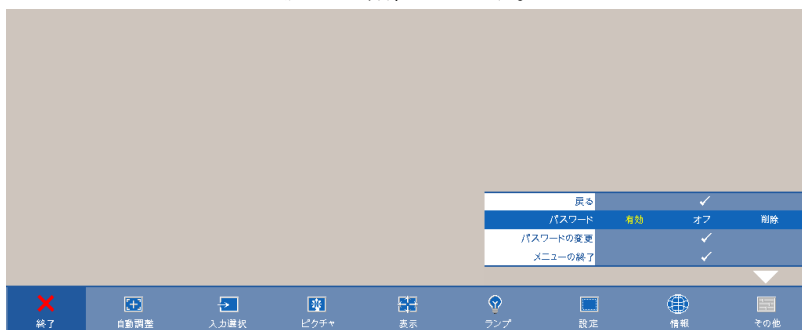 戻る
パスワード 有効 オフ 削除
パスワードの変更
メニューの終了
終了 自動調整 入力選択 ピクチャ 表示 ランプ 設定 情報 その他